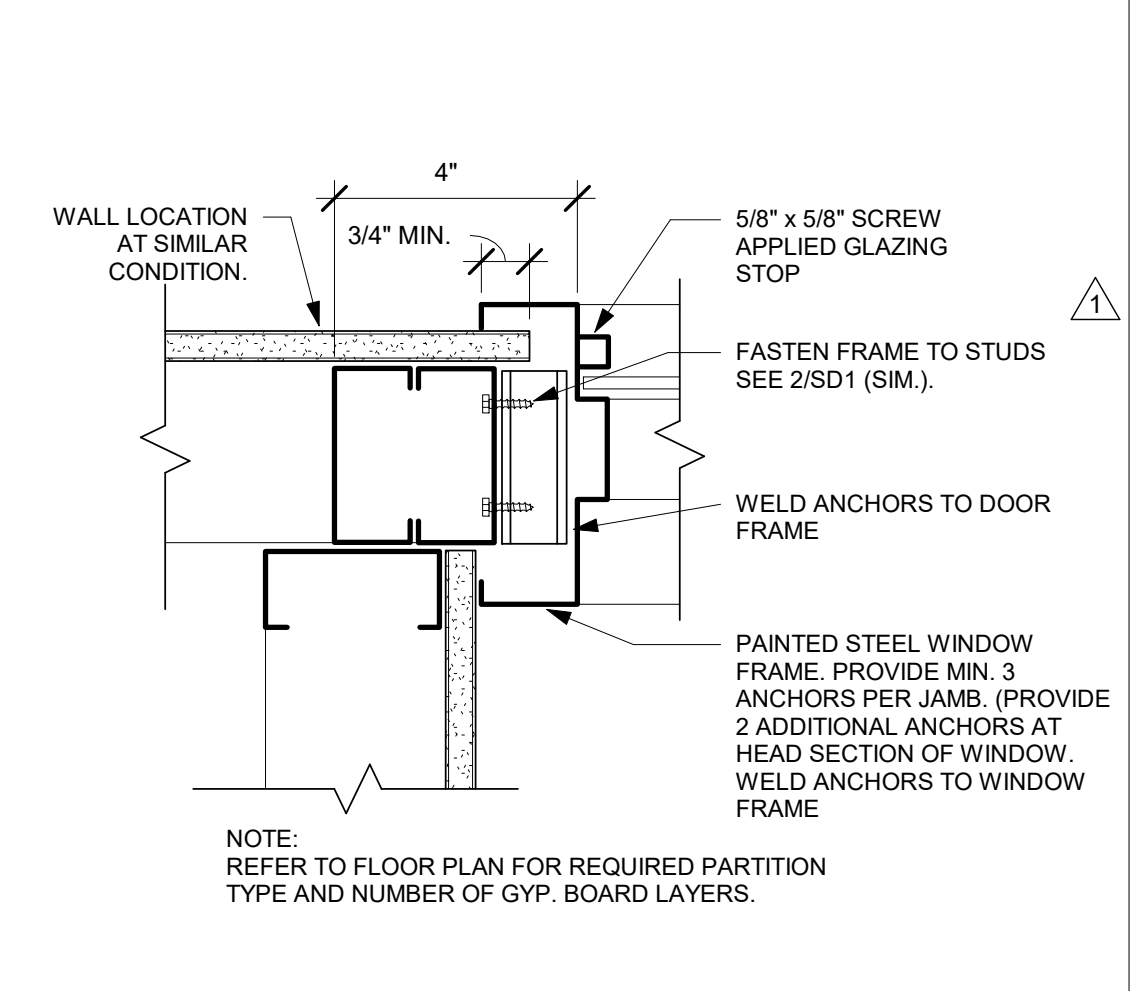 4"
WALL LOCATION
AT SIMILAR
CONDITION.
3/4" MIN.
5/8" x 5/8" SCREW
APPLIED GLAZING
STOP
1
FASTEN FRAME TO STUDS
SEE 2/SD1 (SIM.).
WELD ANCHORS TO DOOR
FRAME
PAINTED STEEL WINDOW
FRAME. PROVIDE MIN. 3
ANCHORS PER JAMB. (PROVIDE
2 ADDITIONAL ANCHORS AT
HEAD SECTION OF WINDOW.
WELD ANCHORS TO WINDOW
FRAME
NOTE:
REFER TO FLOOR PLAN FOR REQUIRED PARTITION
TYPE AND NUMBER OF GYP. BOARD LAYERS.